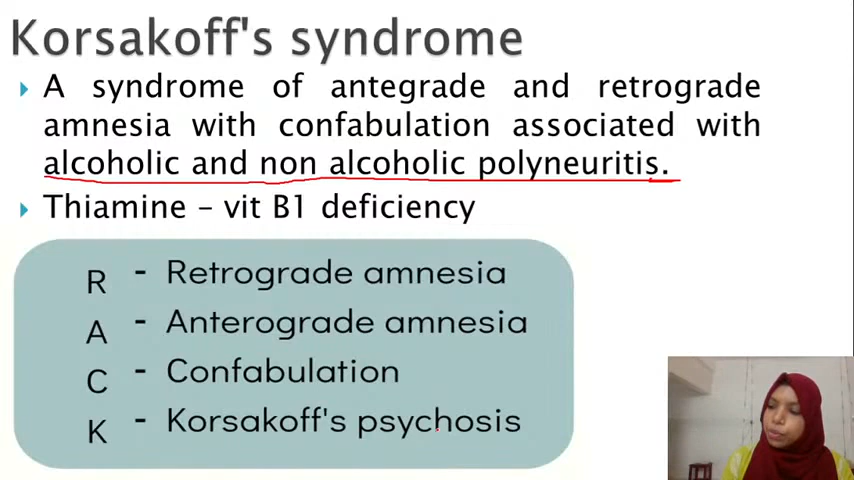 Korsakoff's syndrome
A syndrome of antegrade and retrograde
amnesia with confabulation associated with
alcoholic and non alcoholic polyneuritis.
Thiamine – vit B1 deficiency
R - Retrograde amnesia
A - Anterograde amnesia
C - Confabulation
K - Korsakoff's psychosis